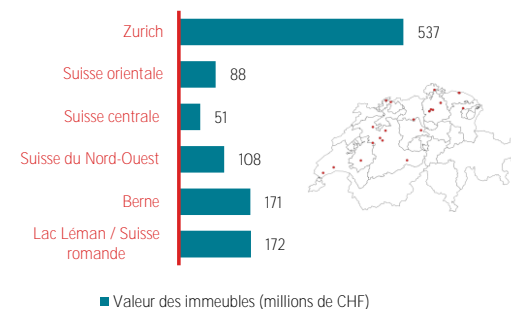 Zurich 537
Suisse orientale 88
Suisse centrale 51
Suisse du Nord-Ouest 108
Berne 171
Lac Léman / Suisse
romande 172
Valeur des immeubles (millions de CHF)